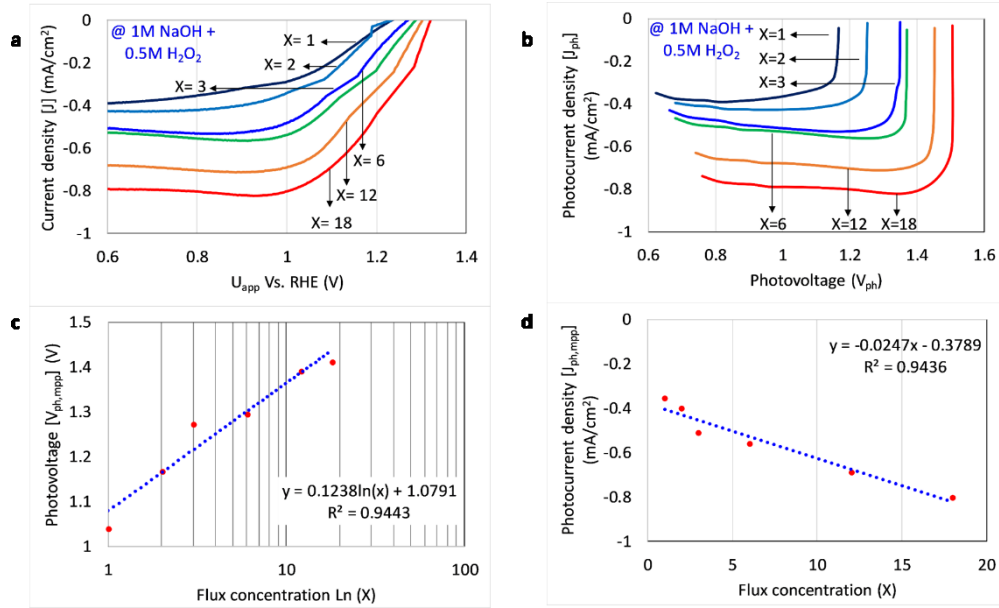 a
@ 1M NaOH +
0.5M H₂O₂
X= 1
X= 2
X= 3
X= 6
X= 12
X= 18
0
-0.2
-0.4
-0.6
-0.8
-1
Current density [J] (mA/cm²)
0.6
0.8
1
1.2
1.4
U_app Vs. RHE (V)
b
@ 1M NaOH +
0.5M H₂O₂
X=1
X=2
X=3
X=6
X=12
X=18
0
-0.2
-0.4
-0.6
-0.8
-1
Photocurrent density [J_ph]
(mA/cm²)
0.6
0.8
1
1.2
1.4
1.6
Photovoltage (V_ph)
c
1.5
1.4
1.3
1.2
1.1
1
Photovoltage [V_ph,mpp] (V)
y = 0.1238ln(x) + 1.0791
R² = 0.9443
1
10
100
Flux concentration Ln (X)
d
0
-0.2
-0.4
-0.6
-0.8
-1
Photocurrent density [J_ph,mpp]
(mA/cm²)
y = -0.0247x - 0.3789
R² = 0.9436
0
5
10
15
20
Flux concentration (X)